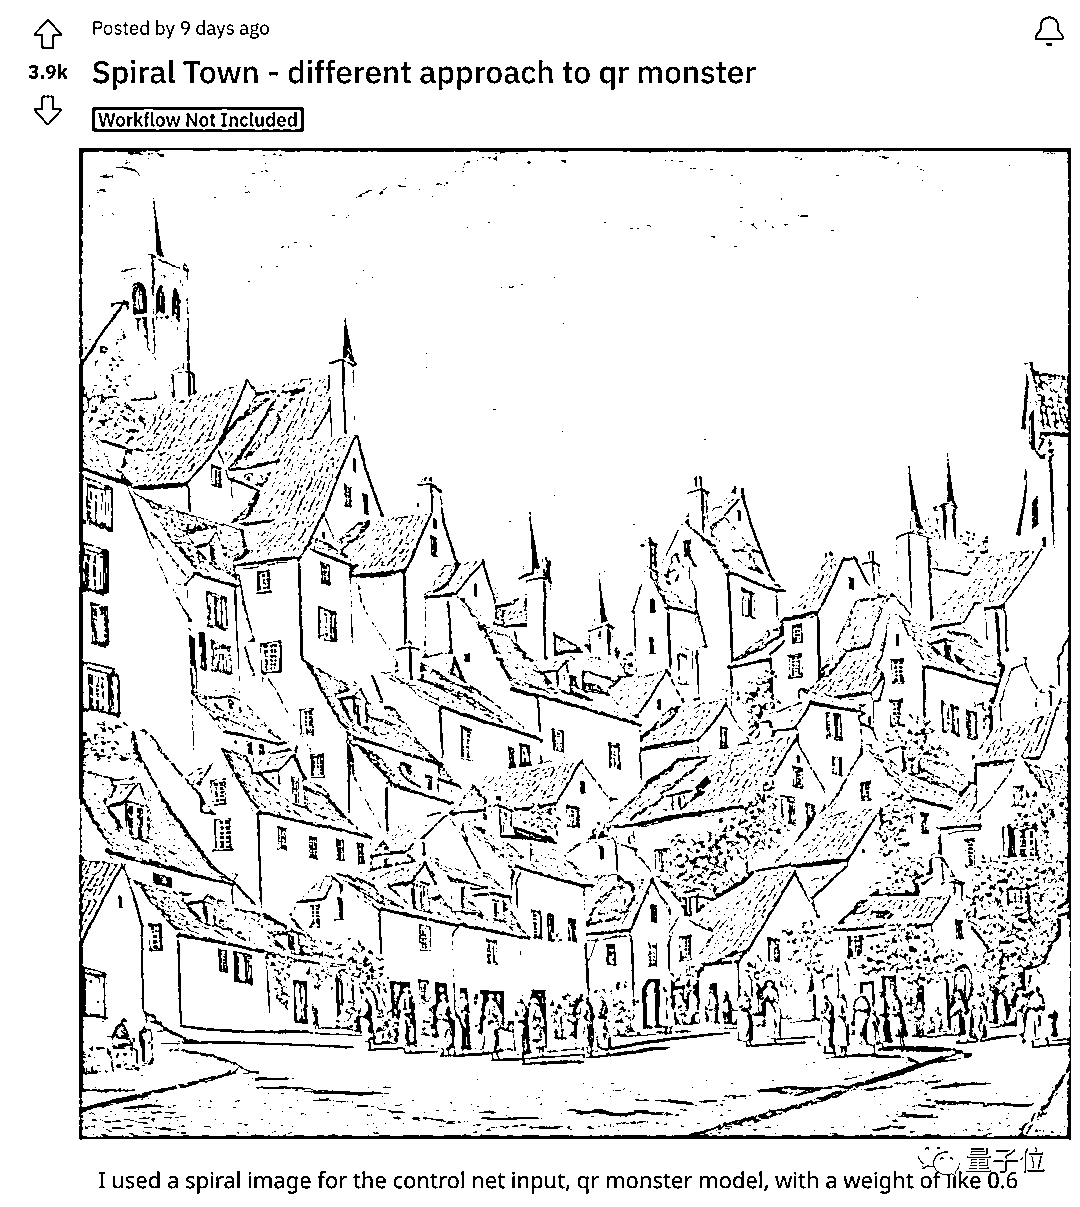 Posted by 9 days ago
3.9k
Spiral Town - different approach to qr monster
Workflow Not Included
量子位
I used a spiral image for the control net input, qr monster model, with a weight of like 0.6